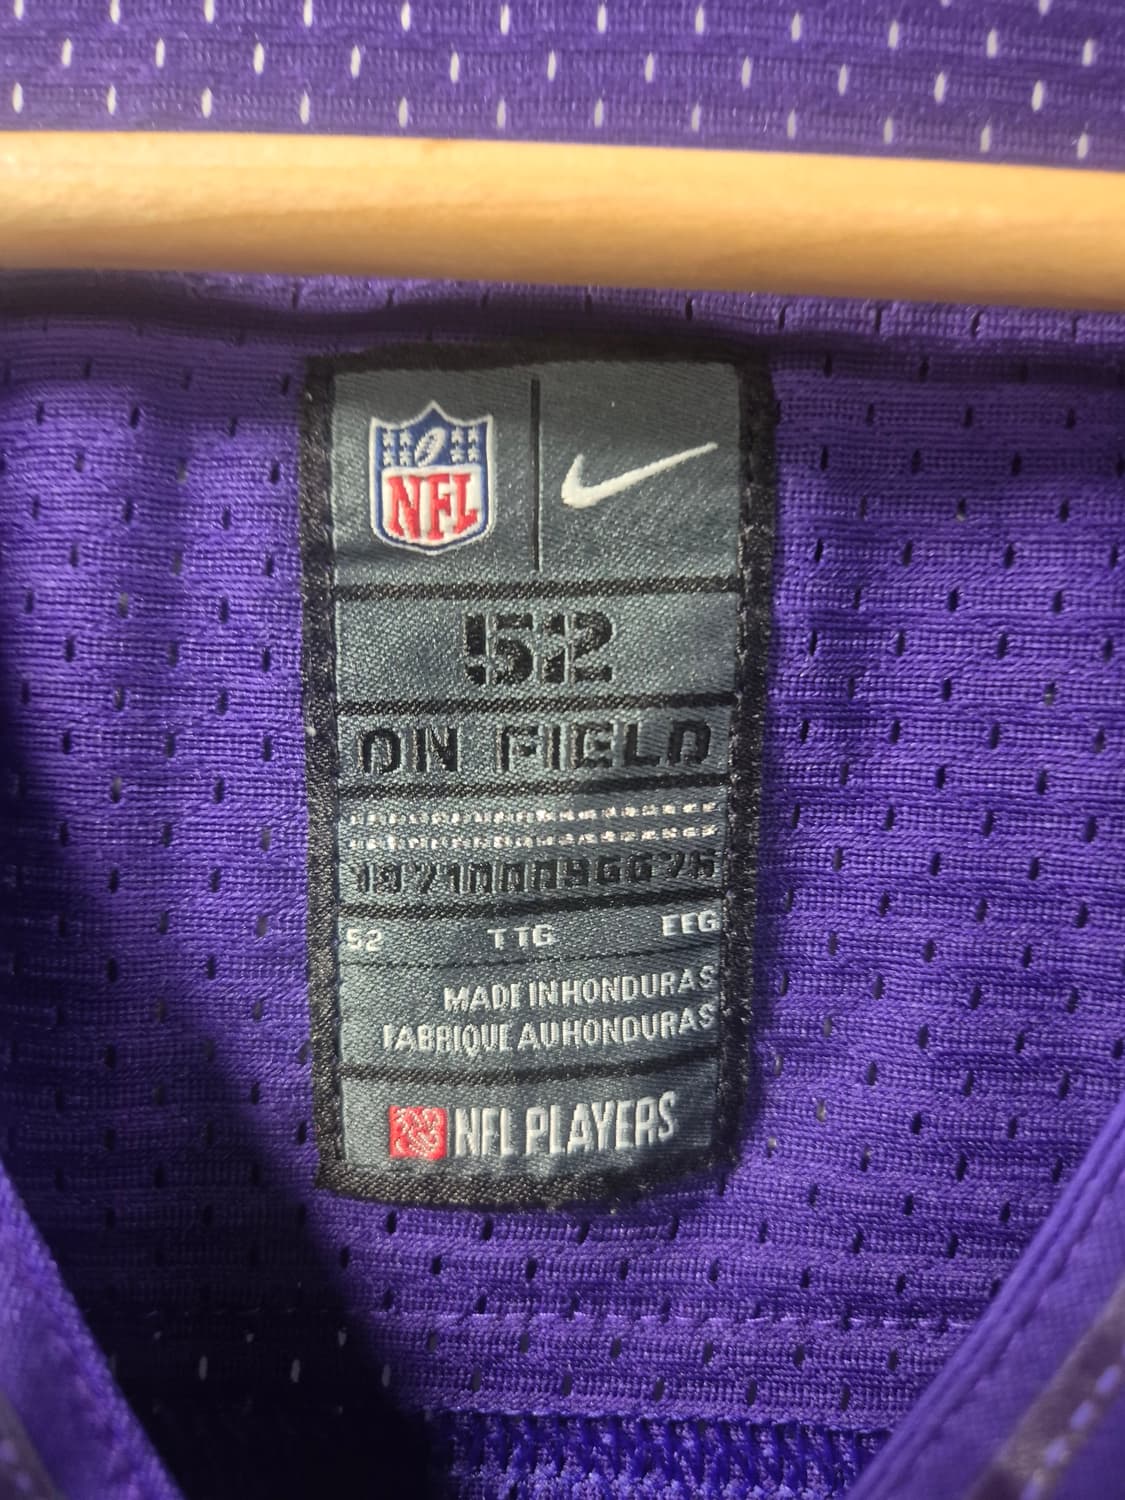 NFL
52
ON FIELD
52 TTG EEG
MADE IN HONDURAS
FABRIQUE AU HONDURAS
NFL PLAYERS